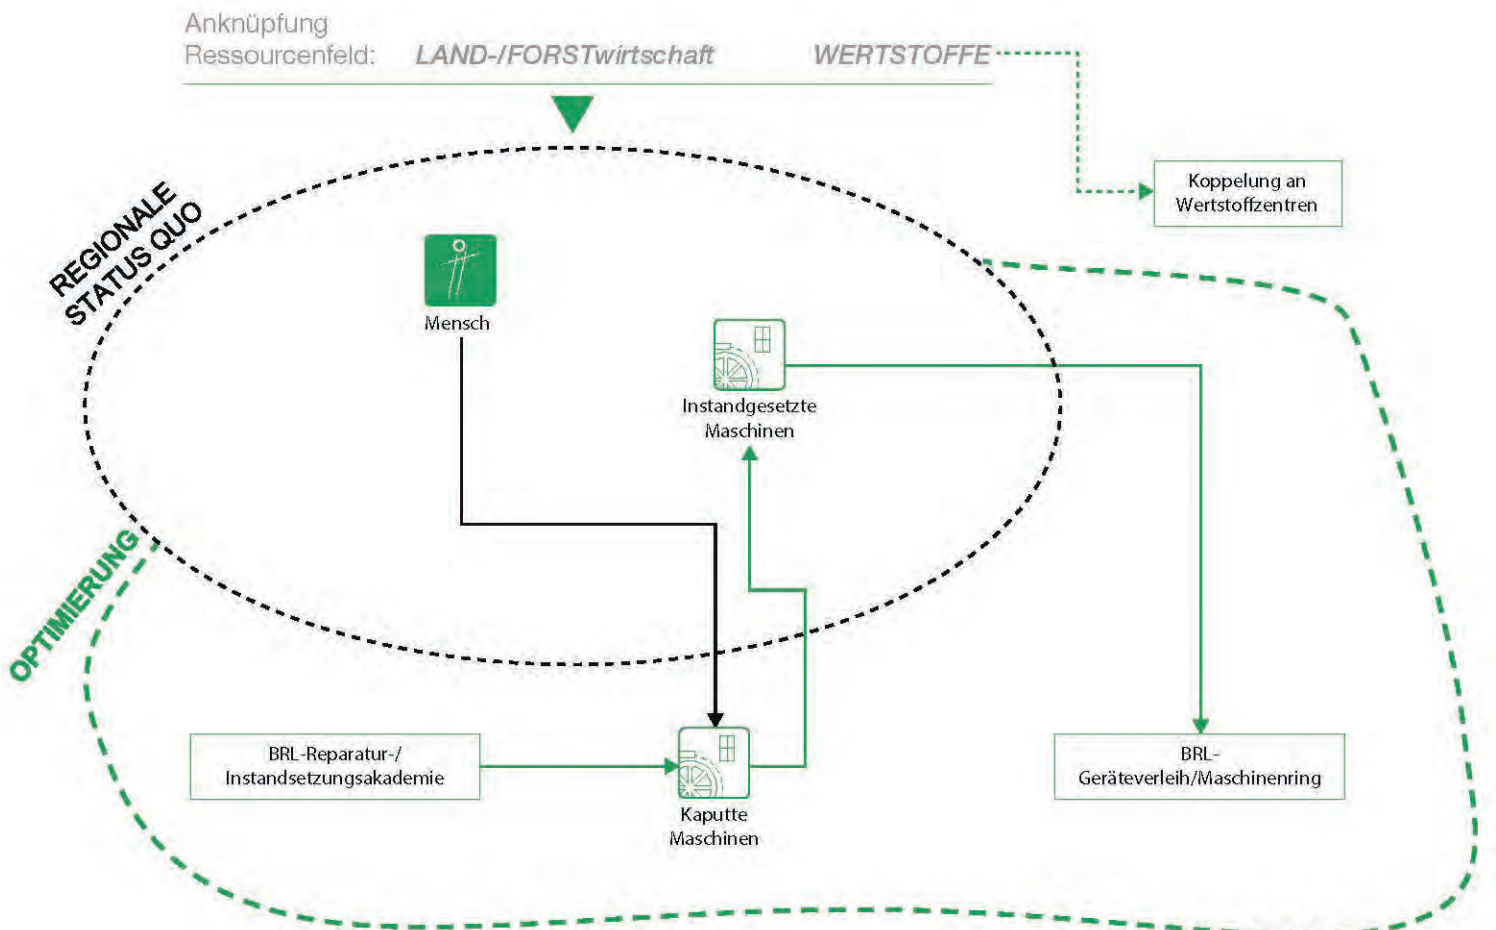 Anknüpfung
Ressourcenfeld: LAND-/FORSTwirtschaft WERTSTOFFE
Koppelung an
Wertstoffzentren
REGIONALE
STATUS QUO
Mensch
Instandgesetzte
Maschinen
OPTIMIERUNG
BRL-Reparatur-/
Instandsetzungsakademie
Kaputte
Maschinen
BRL-
Geräteverleih/Maschinenring